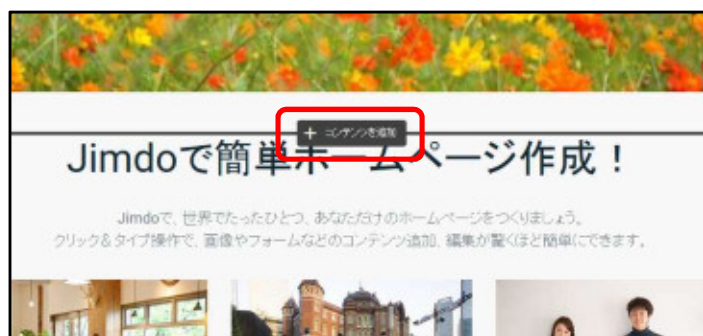 + コンテンツを追加
Jimdoで簡単ホームページ作成！
Jimdoで、世界でたったひとつ、あなただけのホームページをつくりましょう。
クリック＆タイプ操作で、画像やフォームなどのコンテンツ追加、編集が驚くほど簡単にできます。